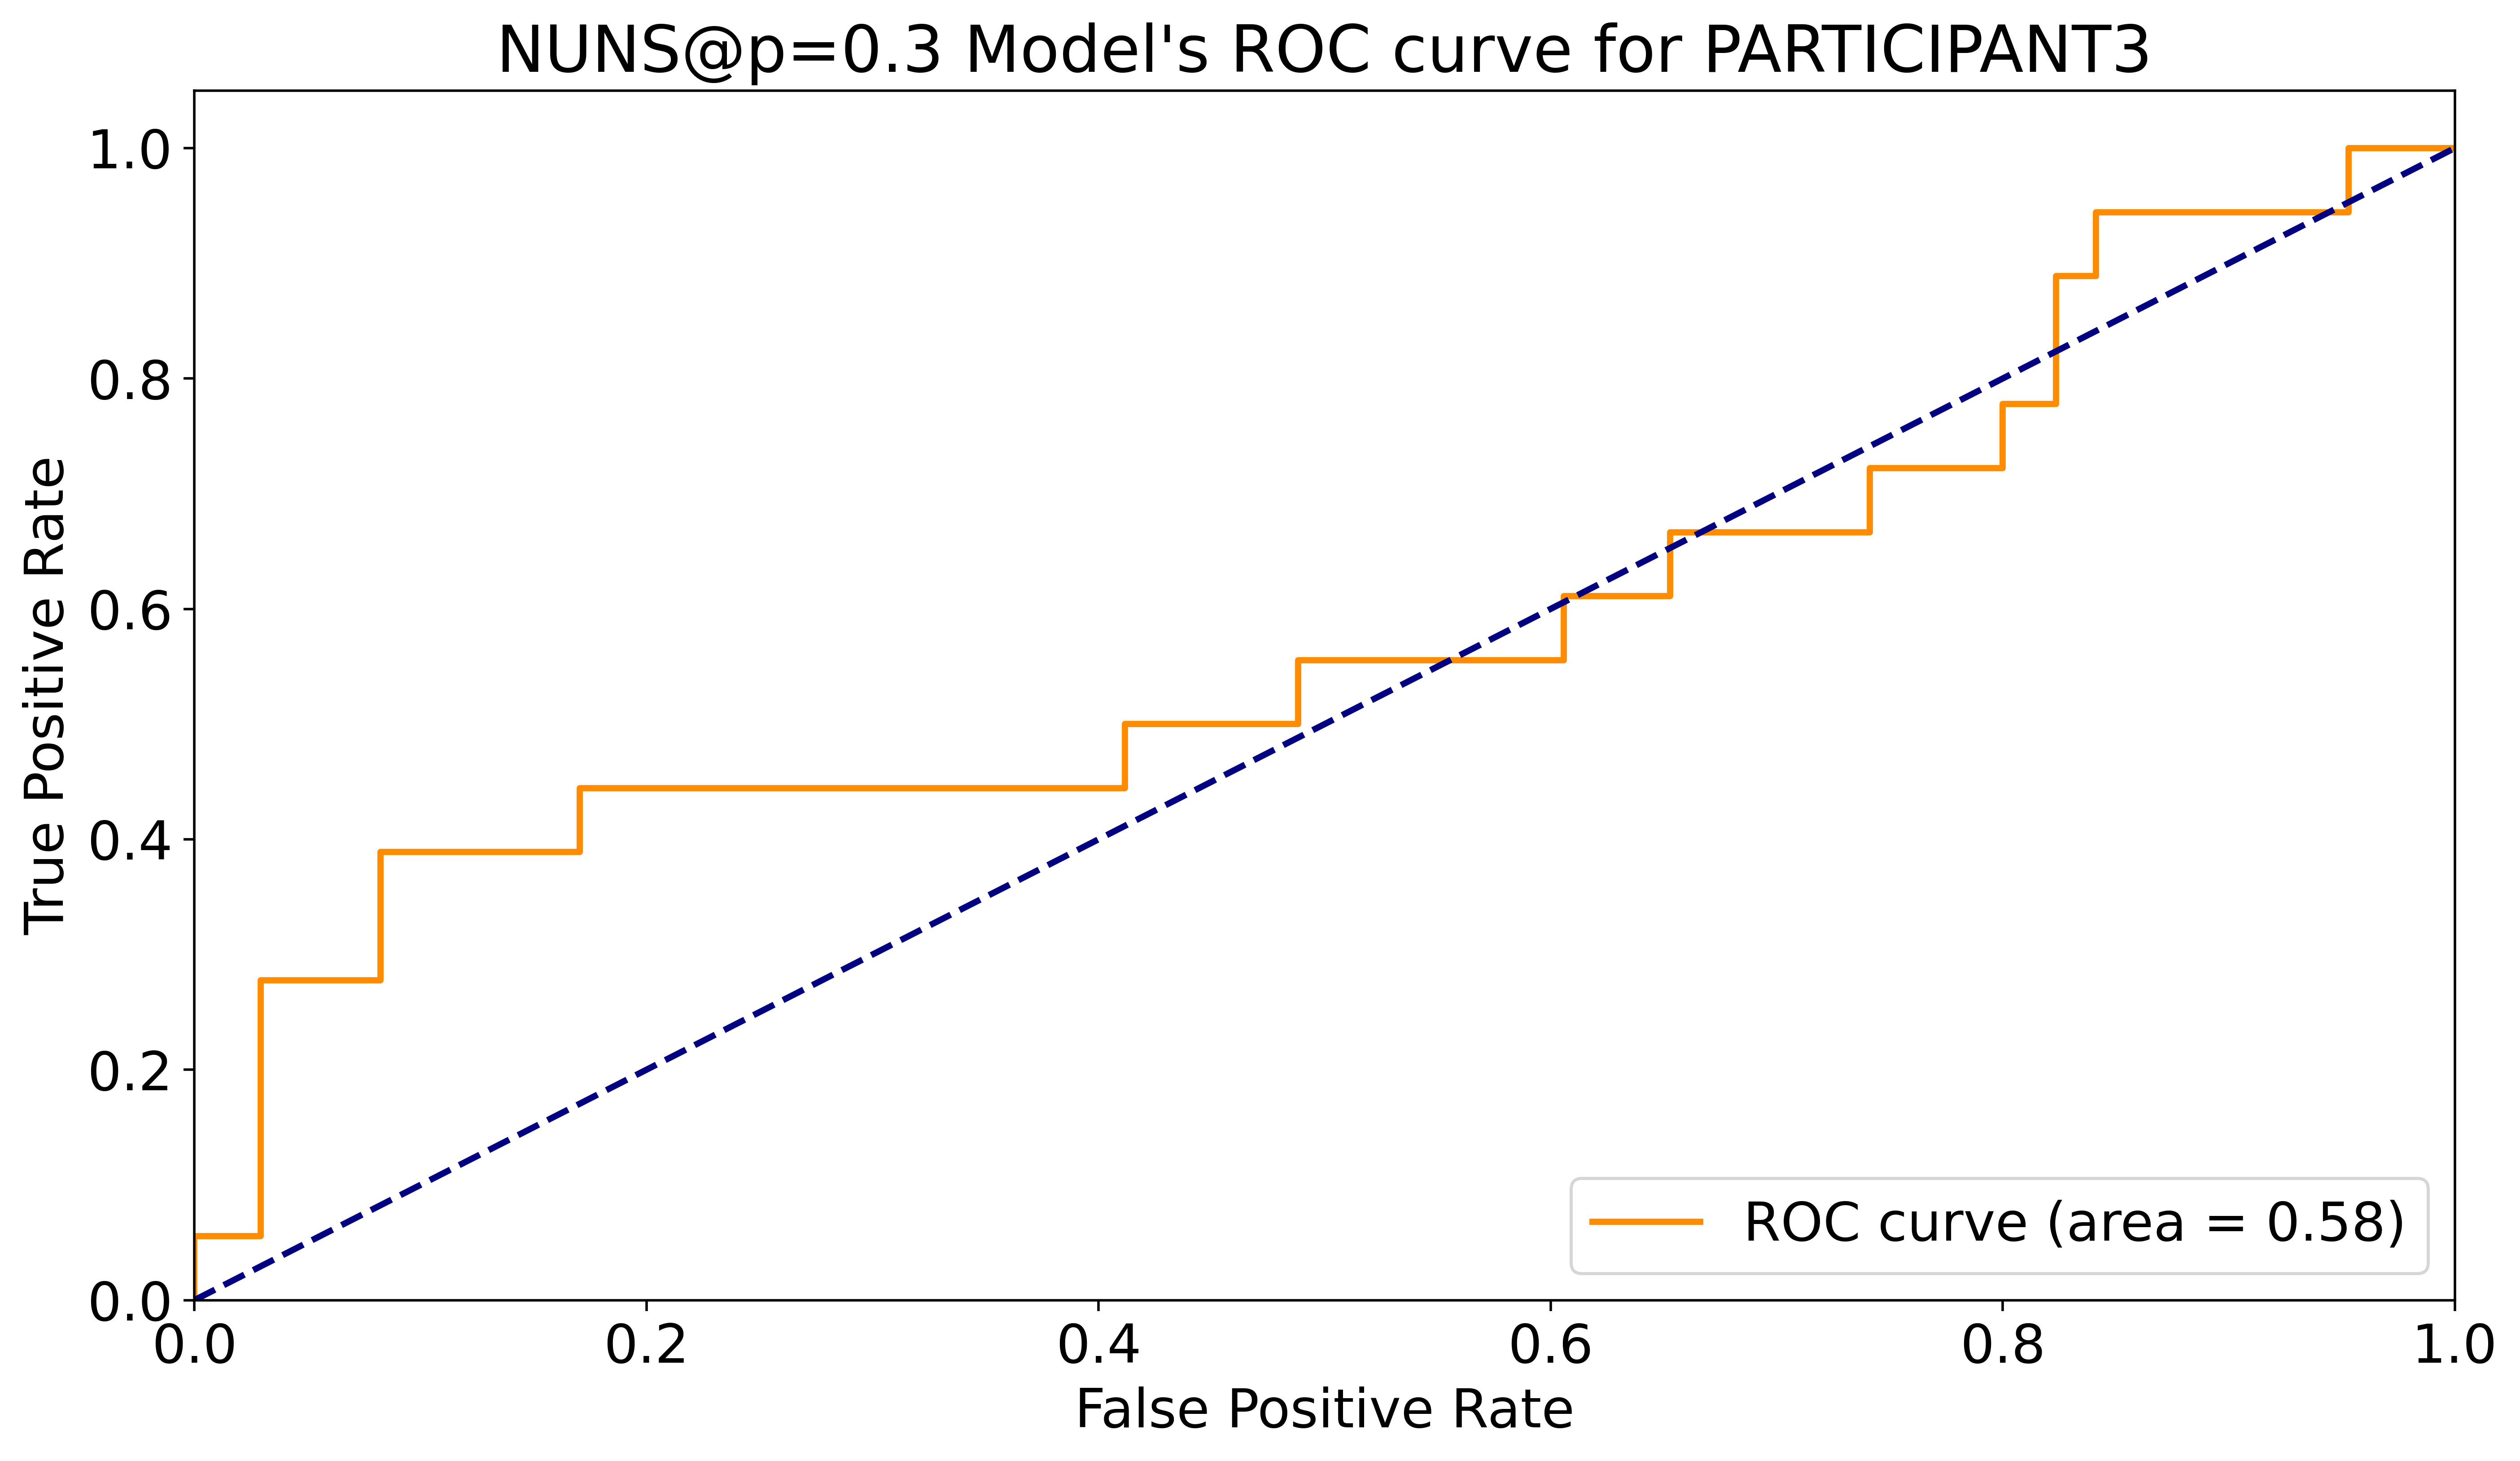 NUNS@p=0.3 Model's ROC curve for PARTICIPANT3
True Positive Rate
1.0
0.8
0.6
0.4
0.2
0.0
ROC curve (area = 0.58)
0.0 0.2 0.4 0.6 0.8 1.0
False Positive Rate